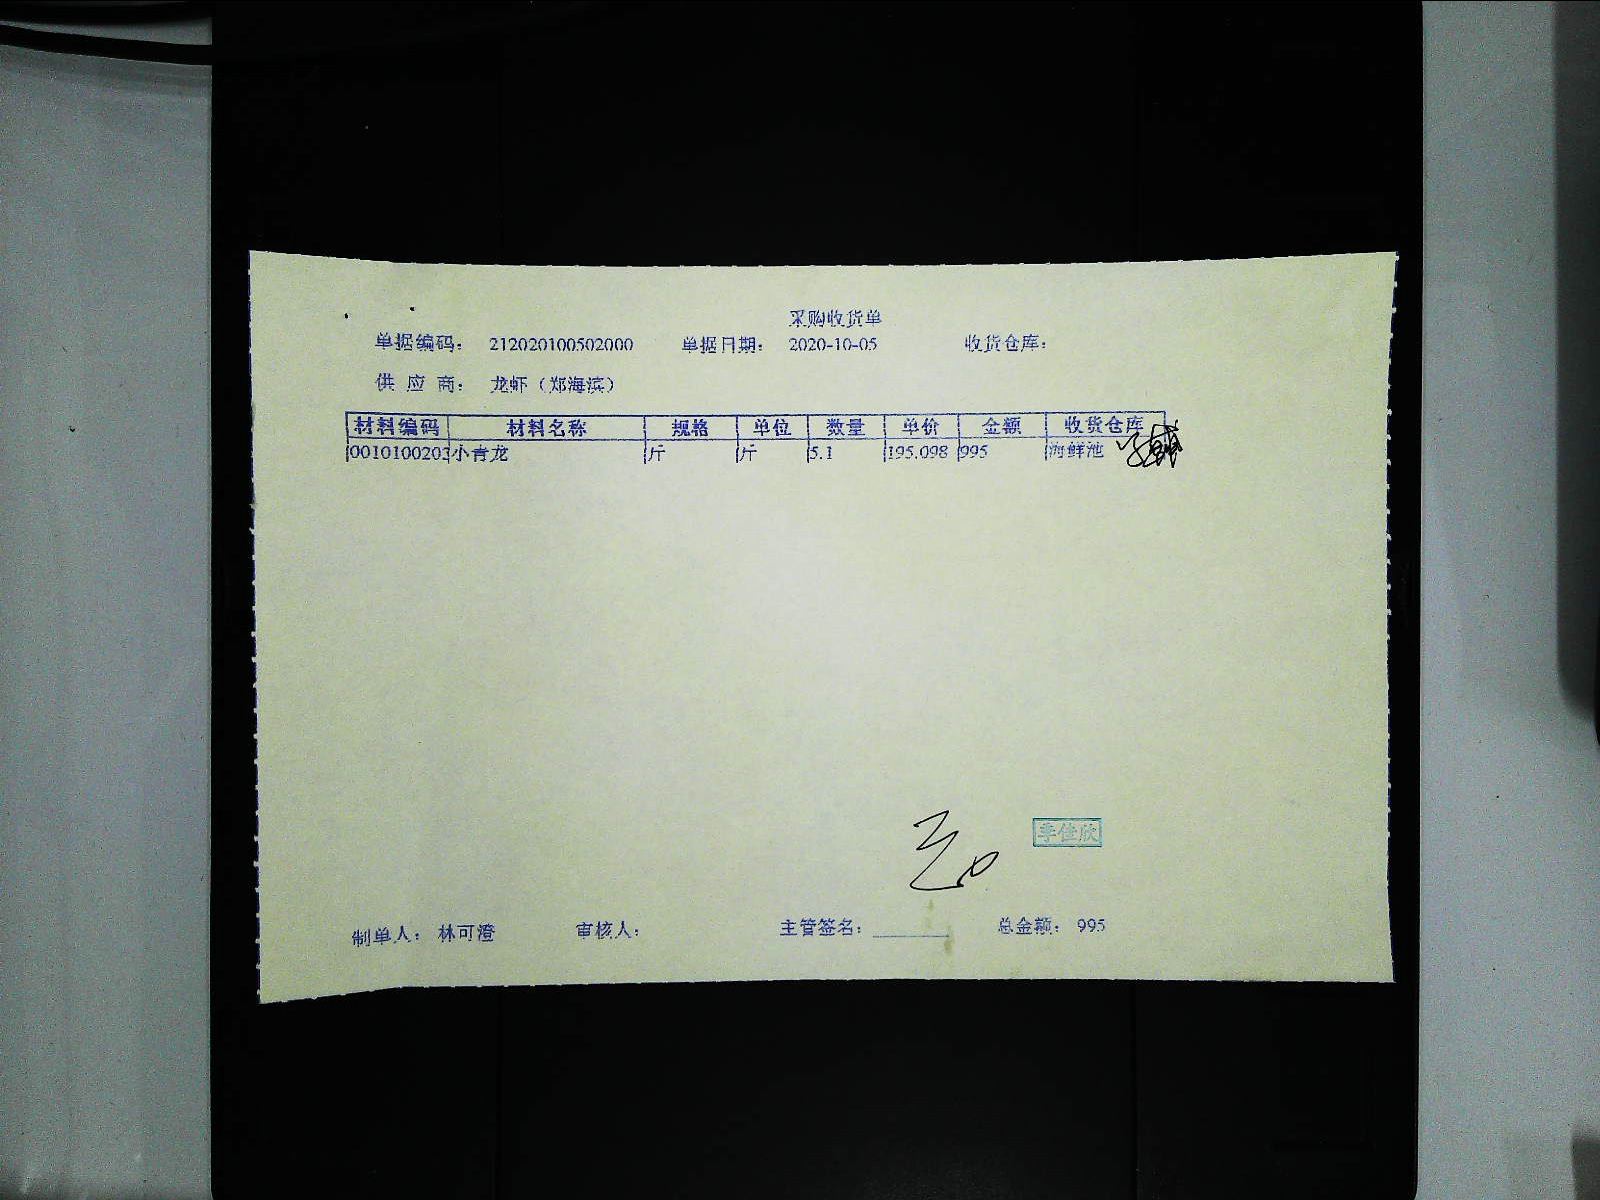 采购收货单
单据编码： 212020100502000 单据日期： 2020-10-05 收货仓库：
供 应 商： 龙虾（郑海滨）
材料编码 材料名称 规格 单位 数量 单价 金额 收货仓库
0010100203 小青龙 斤 斤 5.1 195.098 995 海鲜池
李佳欣
制单人： 林可澄 审核人： 主管签名： 总金额： 995